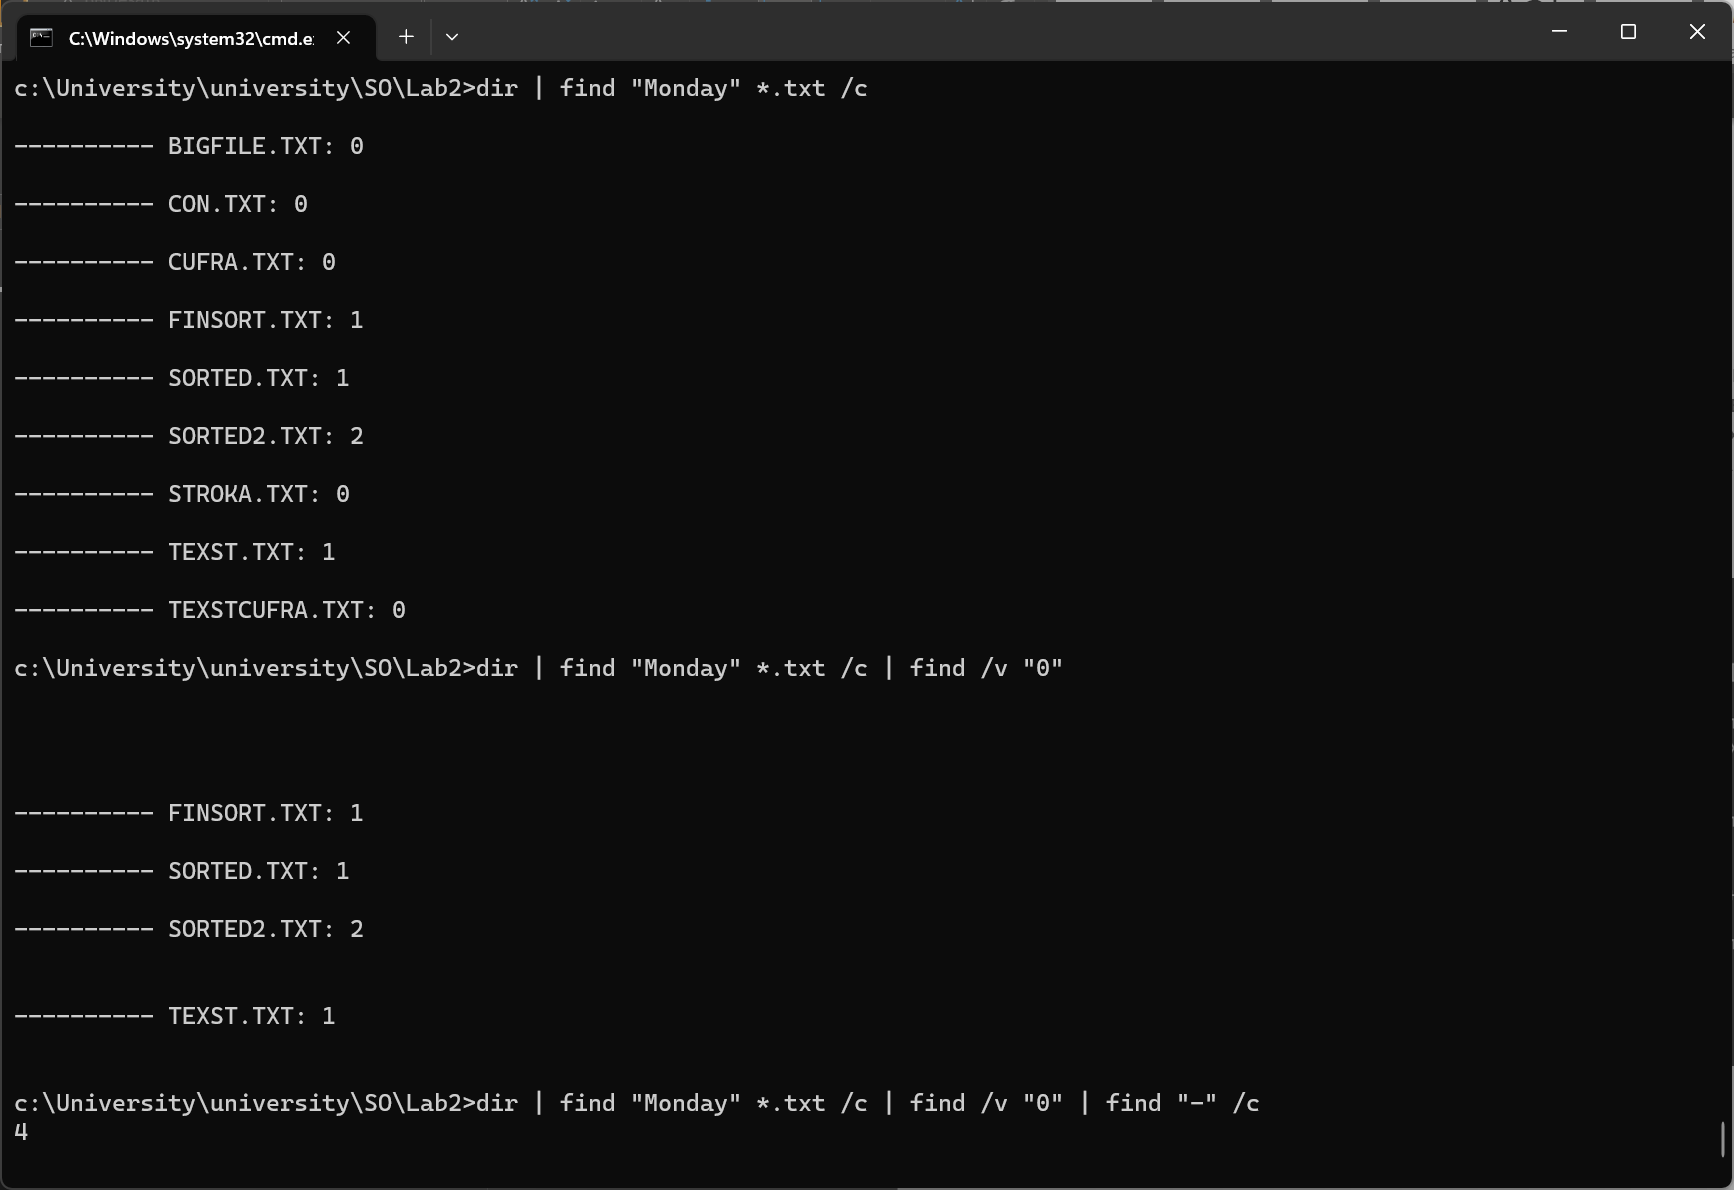 C:\Windows\system32\cmd.e
c:\University\university\SO\Lab2>dir | find "Monday" *.txt /c
---------- BIGFILE.TXT: 0
---------- CON.TXT: 0
---------- CUFRA.TXT: 0
---------- FINSORT.TXT: 1
---------- SORTED.TXT: 1
---------- SORTED2.TXT: 2
---------- STROKA.TXT: 0
---------- TEXST.TXT: 1
---------- TEXSTCUFRA.TXT: 0
c:\University\university\SO\Lab2>dir | find "Monday" *.txt /c | find /v "0"
---------- FINSORT.TXT: 1
---------- SORTED.TXT: 1
---------- SORTED2.TXT: 2
---------- TEXST.TXT: 1
c:\University\university\SO\Lab2>dir | find "Monday" *.txt /c | find /v "0" | find "-" /c
4